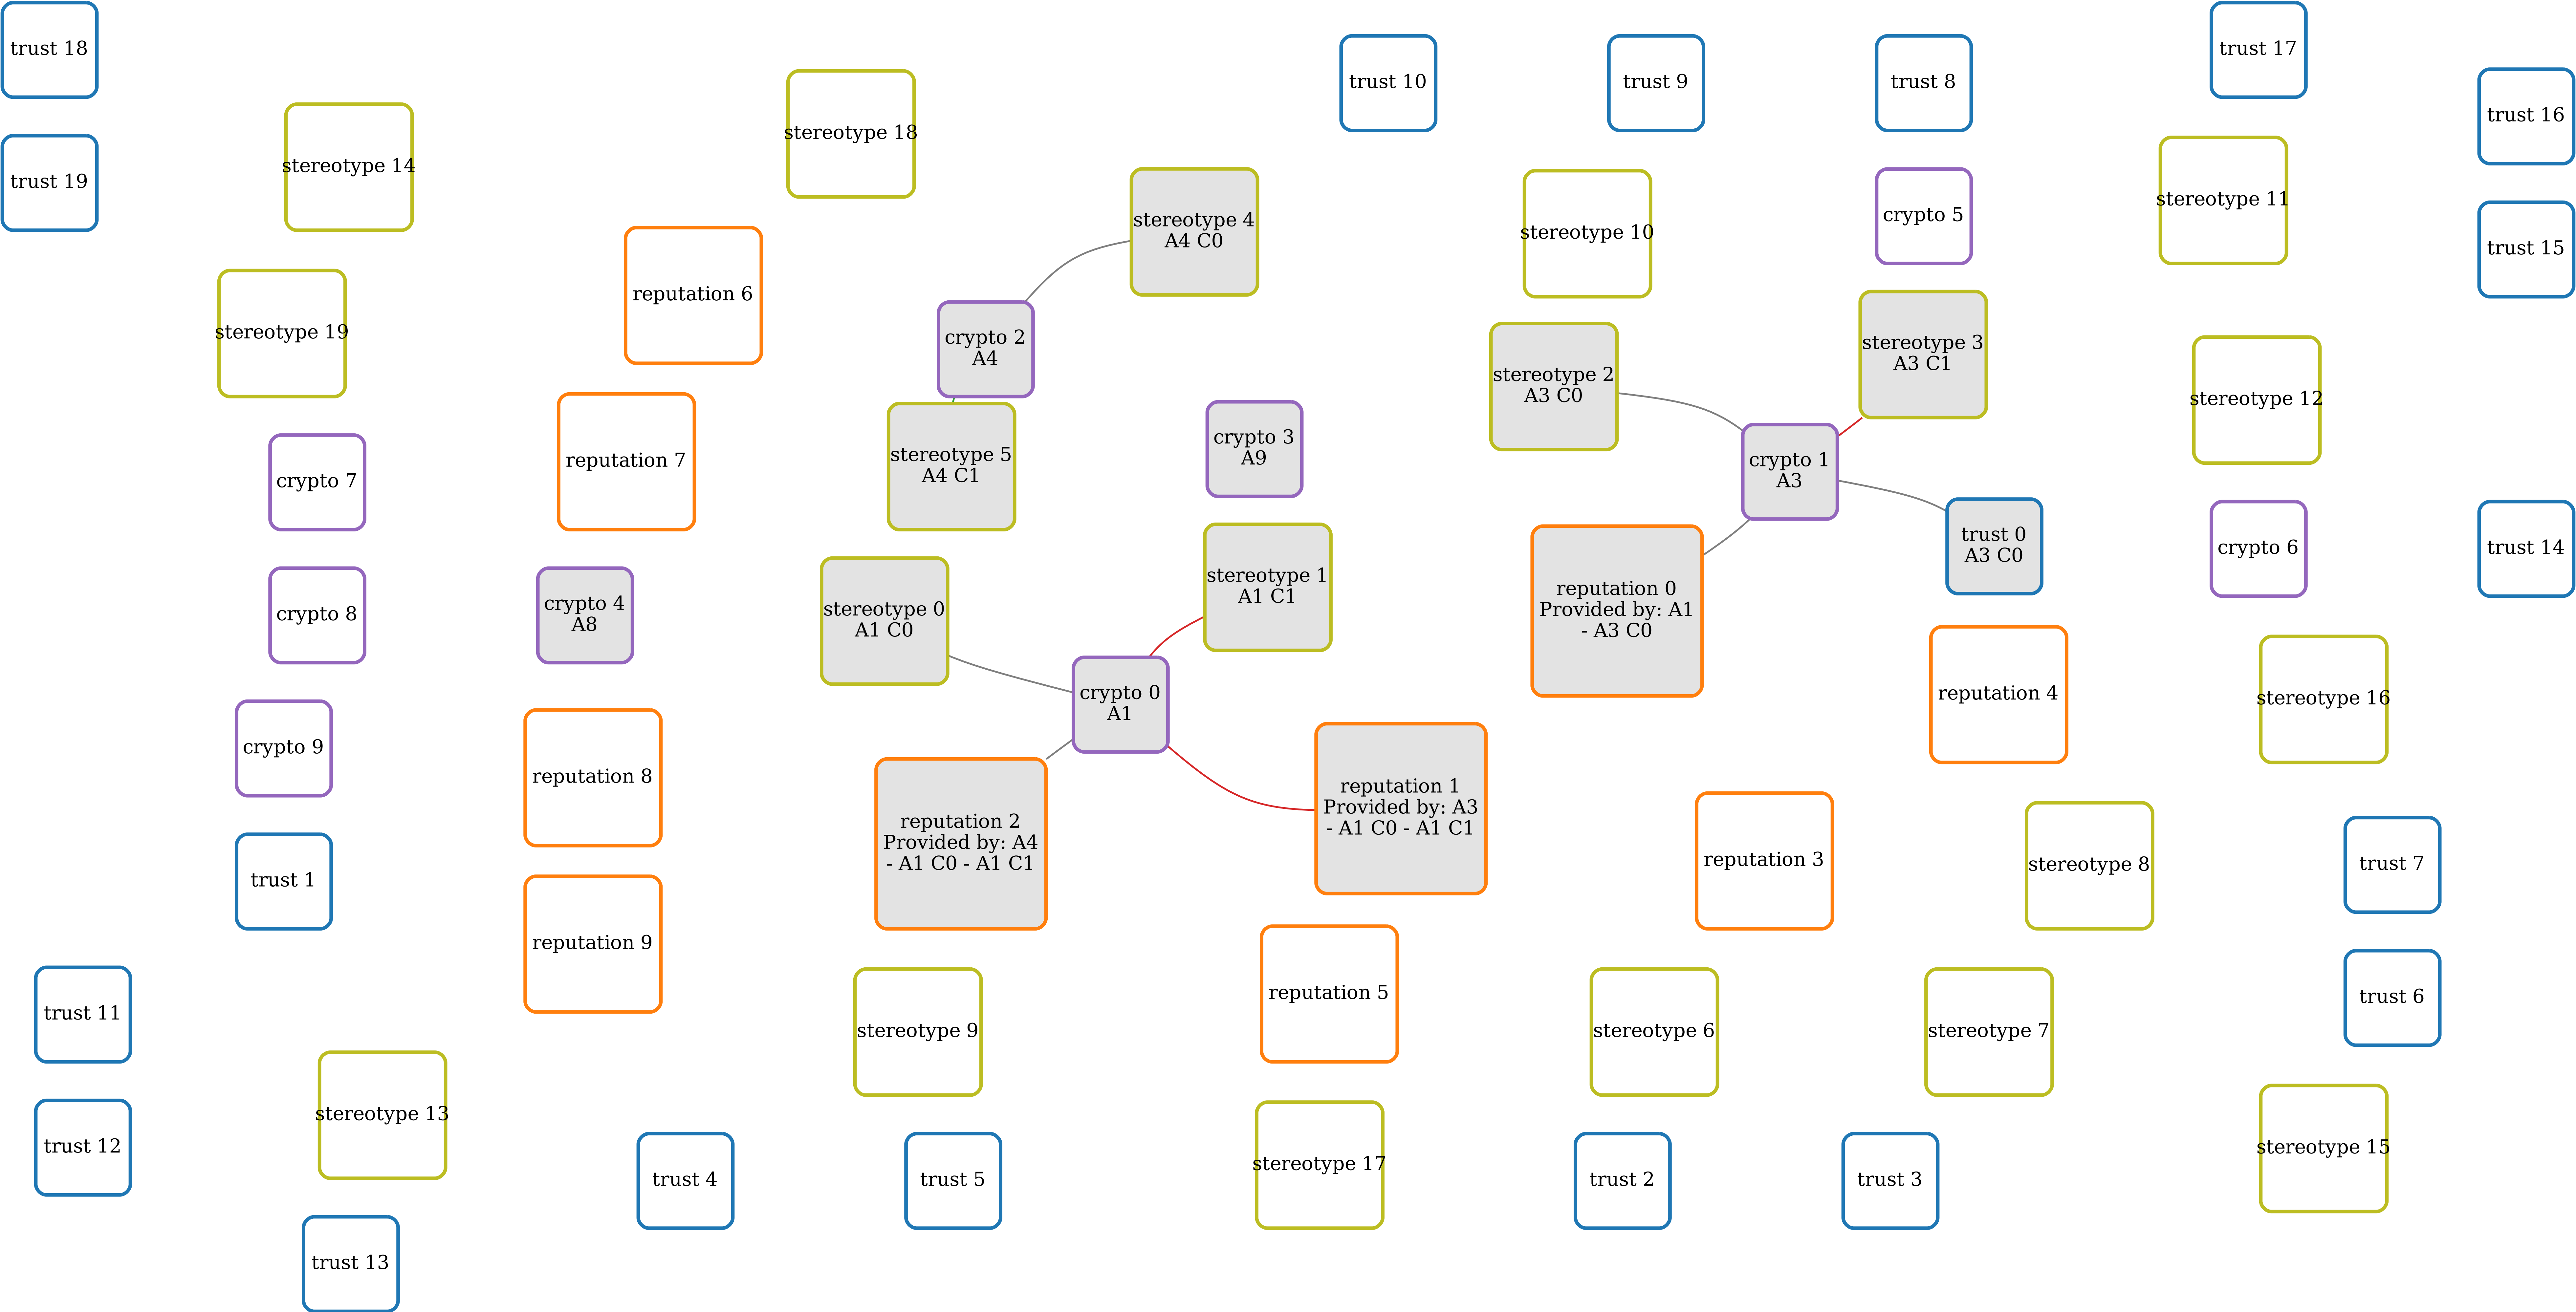 trust 18
trust 10
trust 9
trust 8
trust 17
trust 16
stereotype 18
stereotype 14
trust 19
stereotype 4
A4 C0
stereotype 10
crypto 5
stereotype 11
trust 15
reputation 6
stereotype 19
crypto 2
A4
stereotype 2
A3 C0
stereotype 3
A3 C1
stereotype 12
crypto 7
reputation 7
stereotype 5
A4 C1
crypto 3
A9
crypto 1
A3
trust 0
A3 C0
crypto 6
trust 14
crypto 8
crypto 4
A8
stereotype 0
A1 C0
stereotype 1
A1 C1
reputation 0
Provided by: A1
- A3 C0
crypto 0
A1
reputation 4
stereotype 16
crypto 9
reputation 8
reputation 2
Provided by: A4
- A1 C0 - A1 C1
reputation 1
Provided by: A3
- A1 C0 - A1 C1
reputation 3
stereotype 8
trust 7
trust 1
reputation 9
trust 11
stereotype 9
reputation 5
stereotype 6
stereotype 7
trust 6
stereotype 13
trust 12
trust 4
trust 5
stereotype 17
trust 2
trust 3
stereotype 15
trust 13